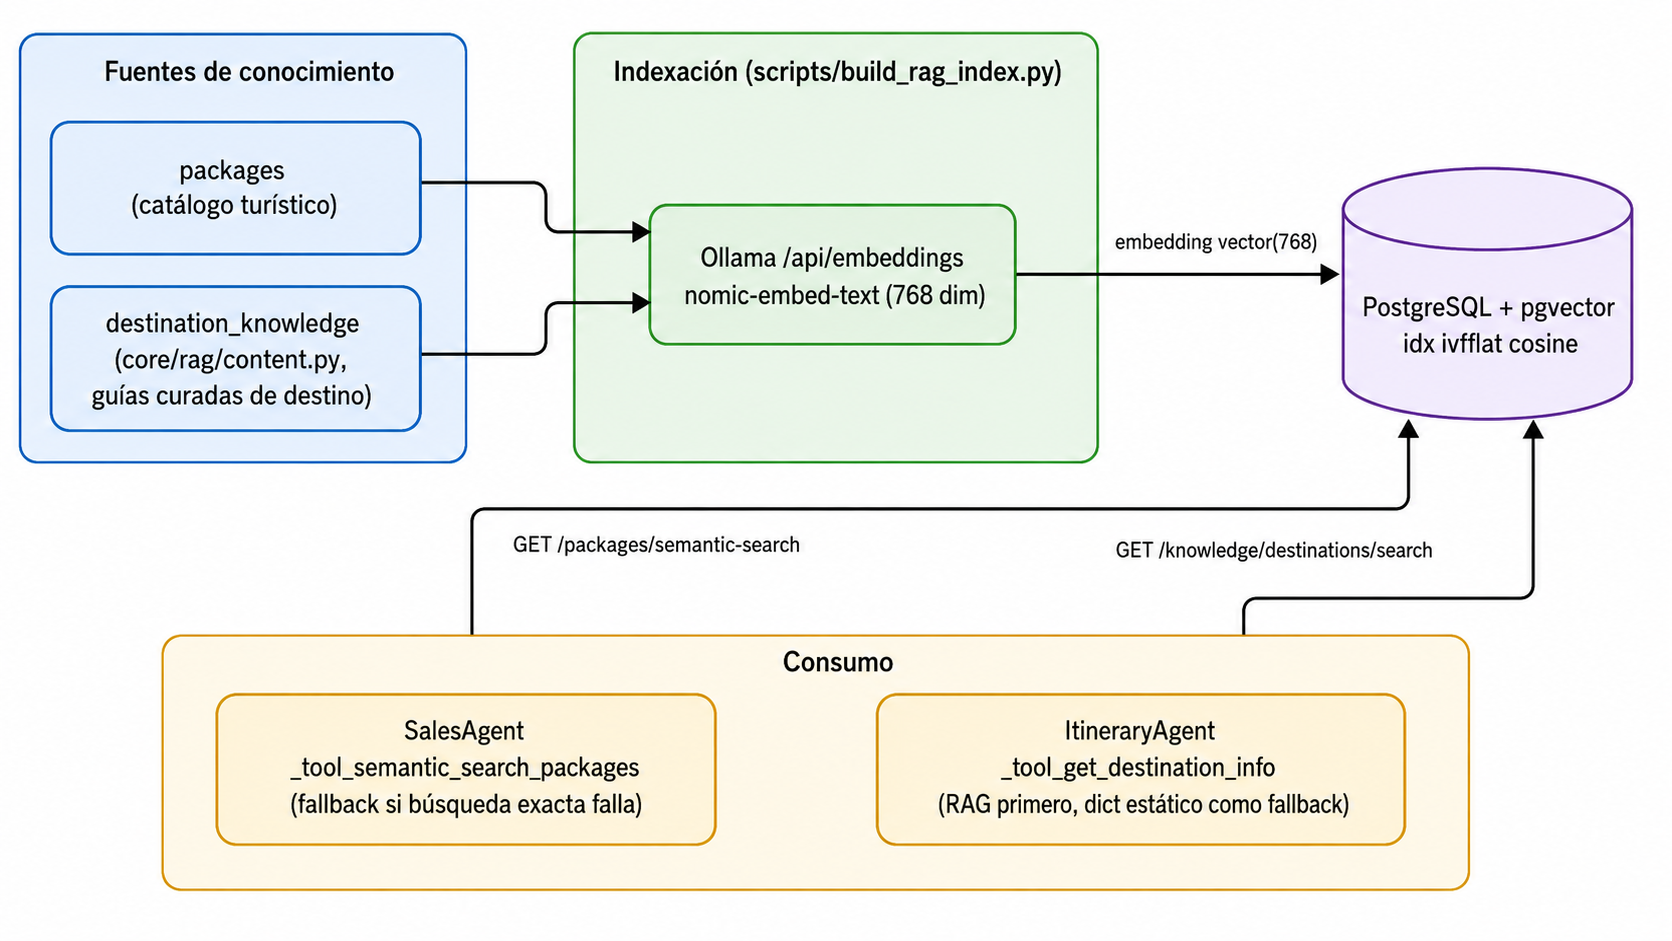 Fuentes de conocimiento
packages
(catálogo turístico)
destination_knowledge
(core/rag/content.py,
guías curadas de destino)
Indexación (scripts/build_rag_index.py)
Ollama /api/embeddings
nomic-embed-text (768 dim)
embedding vector(768)
PostgreSQL + pgvector
idx ivfflat cosine
GET /packages/semantic-search
GET /knowledge/destinations/search
Consumo
SalesAgent
_tool_semantic_search_packages
(fallback si búsqueda exacta falla)
ItineraryAgent
_tool_get_destination_info
(RAG primero, dict estático como fallback)